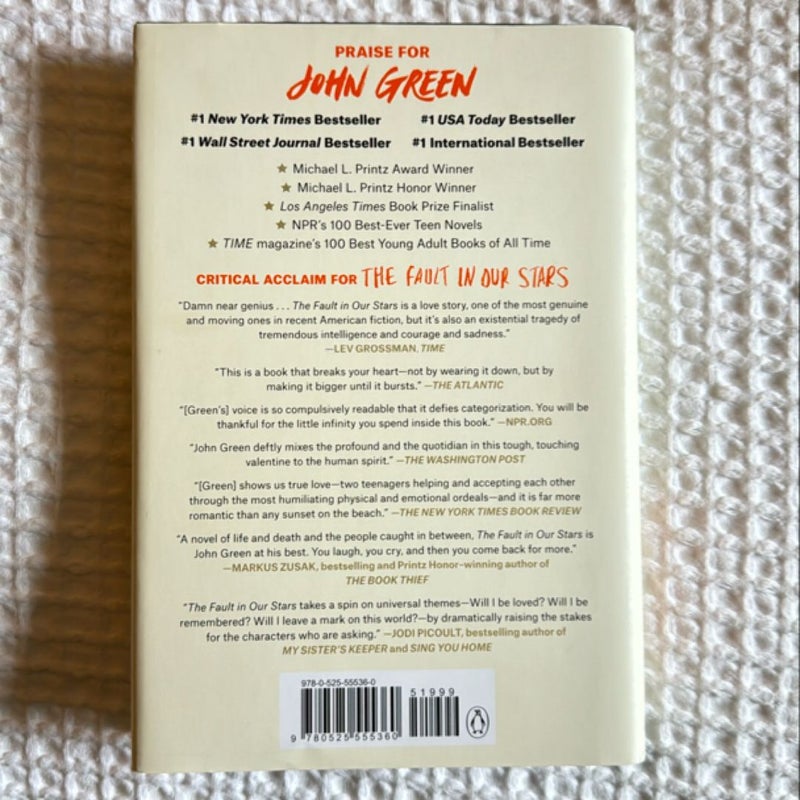 PRAISE FOR
JOHN GREEN
#1 New York Times Bestseller #1 USA Today Bestseller
#1 Wall Street Journal Bestseller #1 International Bestseller
★ Michael L. Printz Award Winner
★ Michael L. Printz Honor Winner
★ Los Angeles Times Book Prize Finalist
★ NPR's 100 Best-Ever Teen Novels
★ TIME magazine's 100 Best Young Adult Books of All Time
CRITICAL ACCLAIM FOR THE FAULT IN OUR STARS
"Damn near genius . . . The Fault in Our Stars is a love story, one of the most genuine
and moving ones in recent American fiction, but it's also an existential tragedy of
tremendous intelligence and courage and sadness."
—LEV GROSSMAN, TIME
"This is a book that breaks your heart—not by wearing it down, but by
making it bigger until it bursts." —THE ATLANTIC
"[Green's] voice is so compulsively readable that it defies categorization. You will be
thankful for the little infinity you spend inside this book." —NPR.ORG
"John Green deftly mixes the profound and the quotidian in this tough, touching
valentine to the human spirit." —THE WASHINGTON POST
"[Green] shows us true love—two teenagers helping and accepting each other
through the most humiliating physical and emotional ordeals—and it is far more
romantic than any sunset on the beach." —THE NEW YORK TIMES BOOK REVIEW
"A novel of life and death and the people caught in between, The Fault in Our Stars is
John Green at his best. You laugh, you cry, and then you come back for more."
—MARKUS ZUSAK, bestselling and Printz Honor–winning author of
THE BOOK THIEF
"The Fault in Our Stars takes a spin on universal themes—Will I be loved? Will I be
remembered? Will I leave a mark on this world?—by dramatically raising the stakes
for the characters who are asking." —JODI PICOULT, bestselling author of
MY SISTER'S KEEPER and SING YOU HOME
978-0-525-55536-0
51999
9 780525 555360